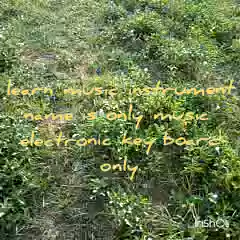 learn music instrument
name is only music
electronic key board
only
InShOt